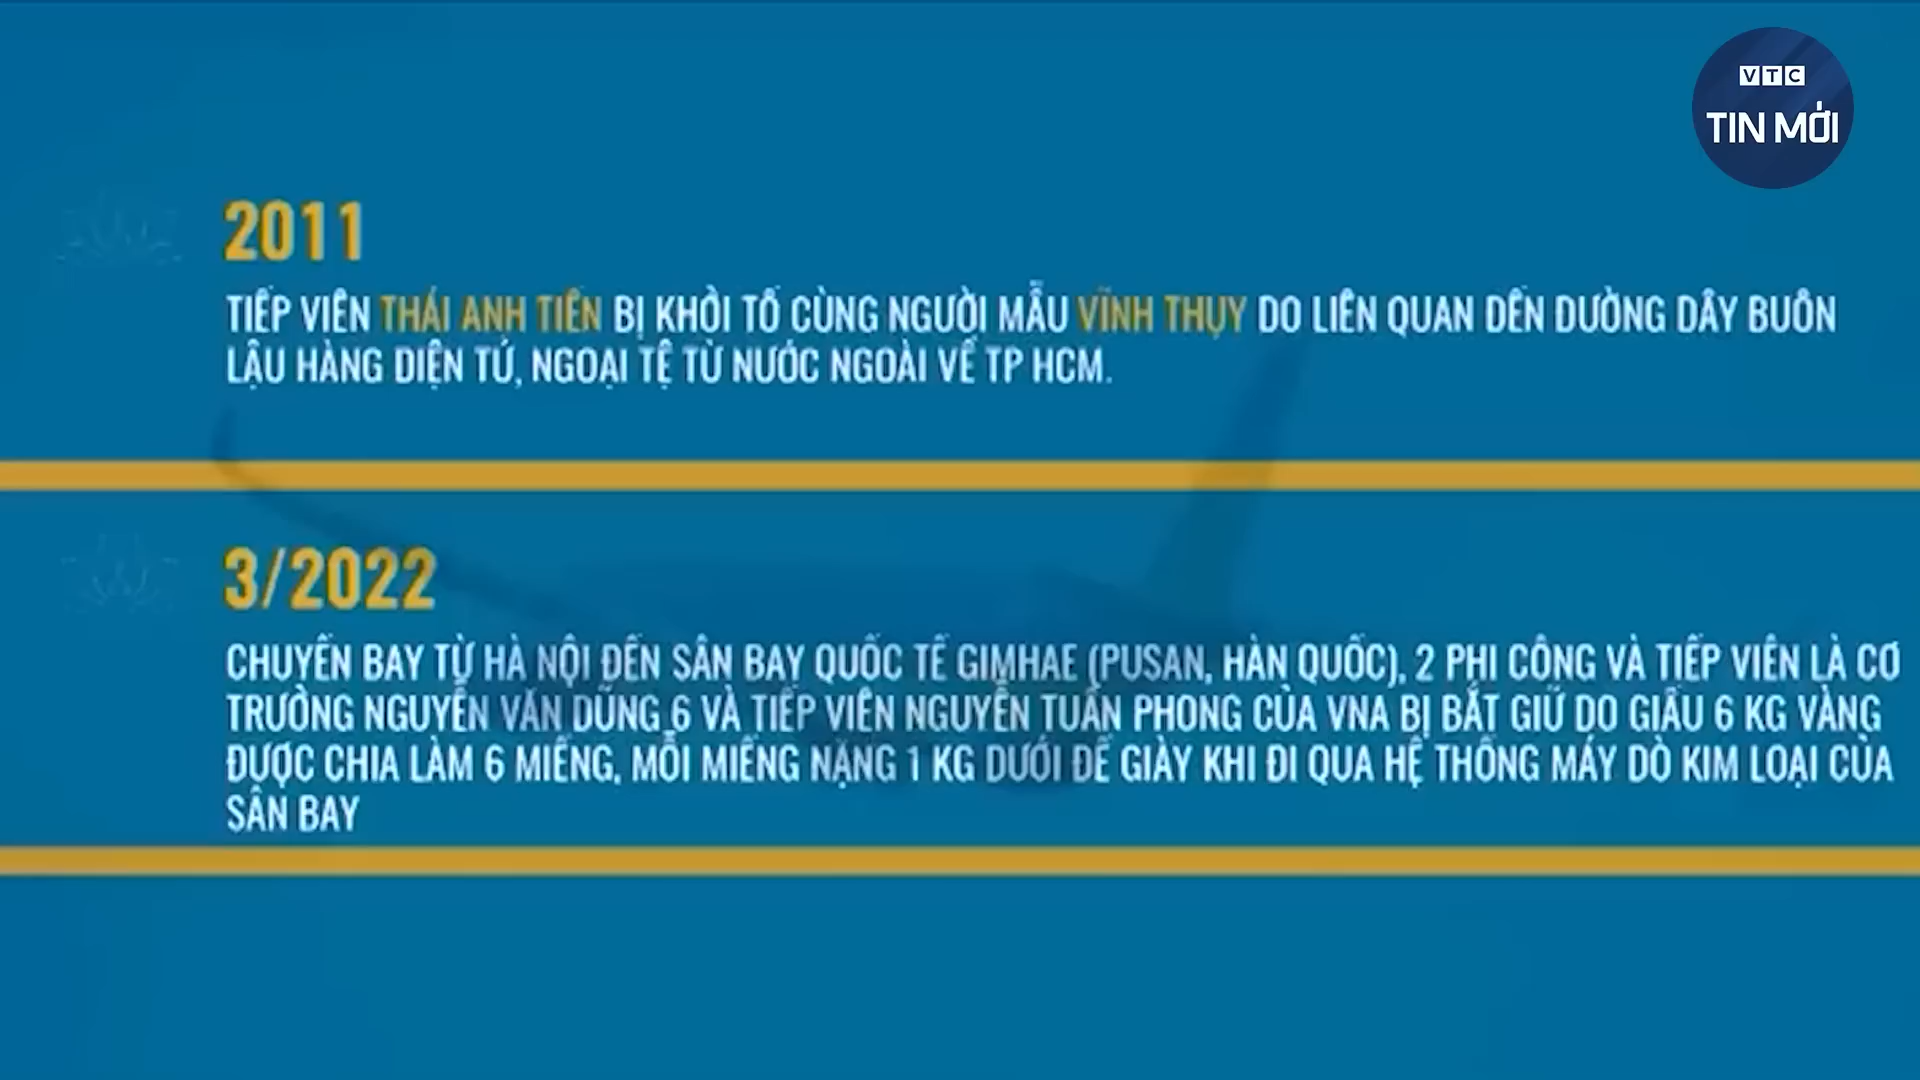 VTC
TIN MỚI
2011
TIẾP VIÊN THÁI ANH TIẾN BỊ KHỞI TỐ CÙNG NGƯỜI MẪU VĨNH THỤY DO LIÊN QUAN ĐẾN ĐƯỜNG DÂY BUÔN
LẬU HÀNG ĐIỆN TỬ, NGOẠI TỆ TỪ NƯỚC NGOÀI VỀ TP HCM.
3/2022
CHUYẾN BAY TỪ HÀ NỘI ĐẾN SÂN BAY QUỐC TẾ GIMHAE (PUSAN, HÀN QUỐC), 2 PHI CÔNG VÀ TIẾP VIÊN LÀ CƠ
TRƯỞNG NGUYỄN VĂN DŨNG 6 VÀ TIẾP VIÊN NGUYỄN TUẤN PHONG CỦA VNA BỊ BẮT GIỮ DO GIẤU 6 KG VÀNG
ĐƯỢC CHIA LÀM 6 MIẾNG, MỖI MIẾNG NẶNG 1 KG DƯỚI ĐẾ GIÀY KHI ĐI QUA HỆ THỐNG MÁY DÒ KIM LOẠI CỦA
SÂN BAY